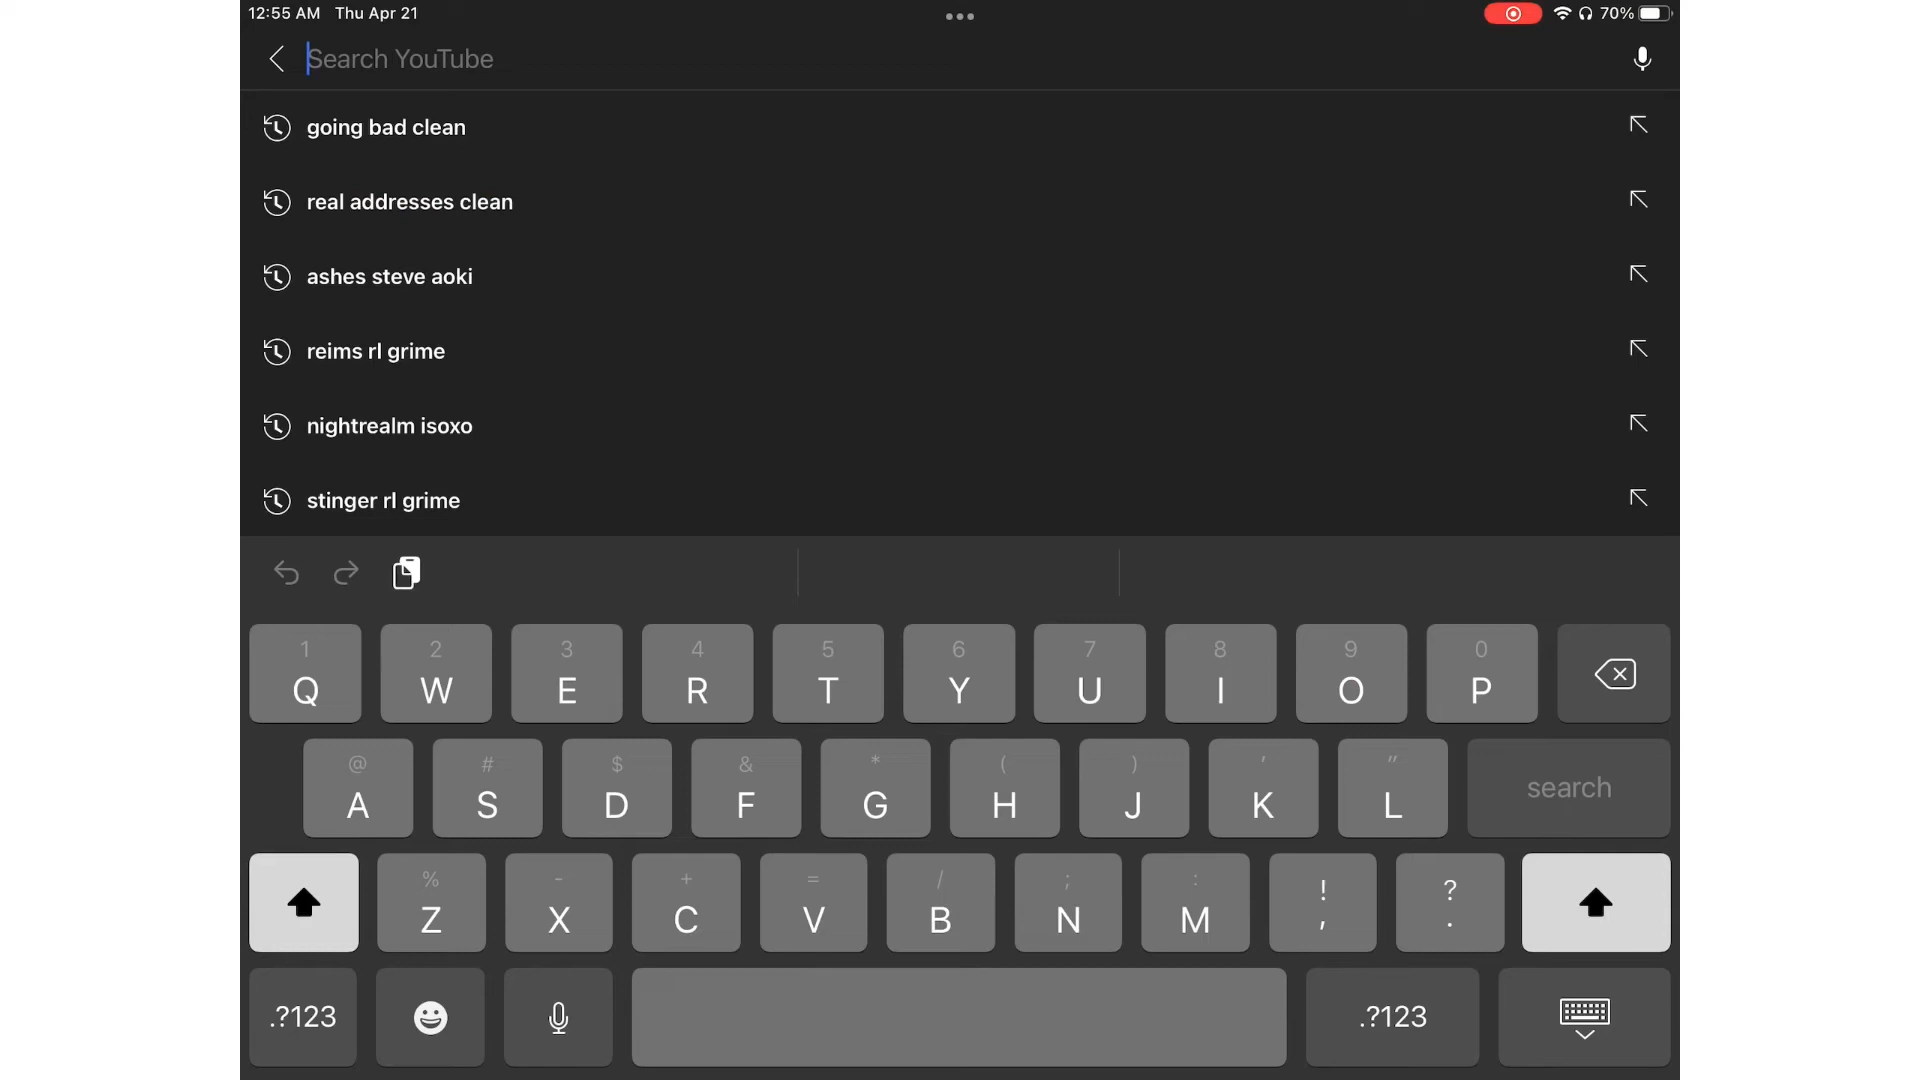 12:55 AM Thu Apr 21
70%
Search YouTube
going bad clean
real addresses clean
ashes steve aoki
reims rl grime
nightrealm isoxo
stinger rl grime
1 2 3 4 5 6 7 8 9 0
Q W E R T Y U I O P
@ # $ & * ( ) ' "
A S D F G H J K L search
% - + = / ; : ! ?
Z X C V B N M , .
.?123 .?123